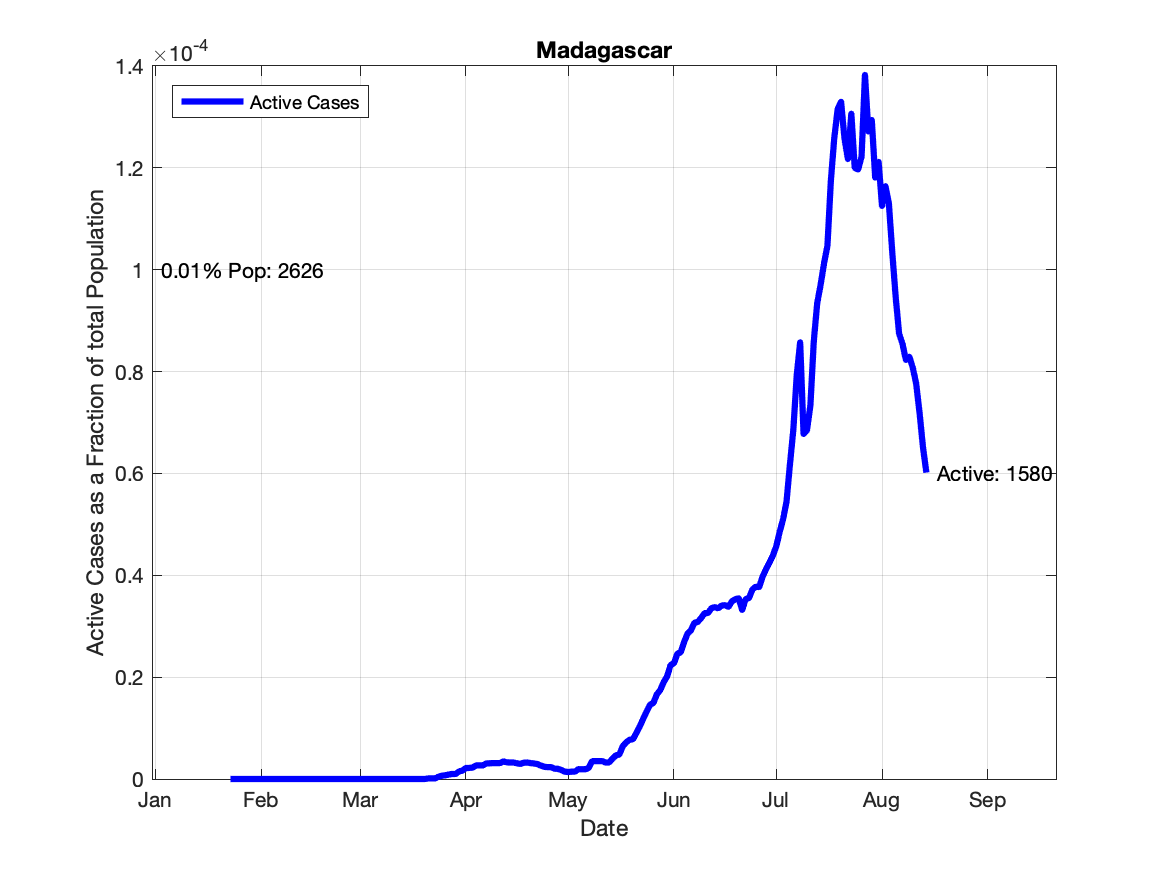 Madagascar
×10-4
Active Cases
1.4
1.2
1
0.8
0.6
0.4
0.2
0
0.01% Pop: 2626
Active: 1580
Active Cases as a Fraction of total Population
Jan Feb Mar Apr May Jun Jul Aug Sep
Date